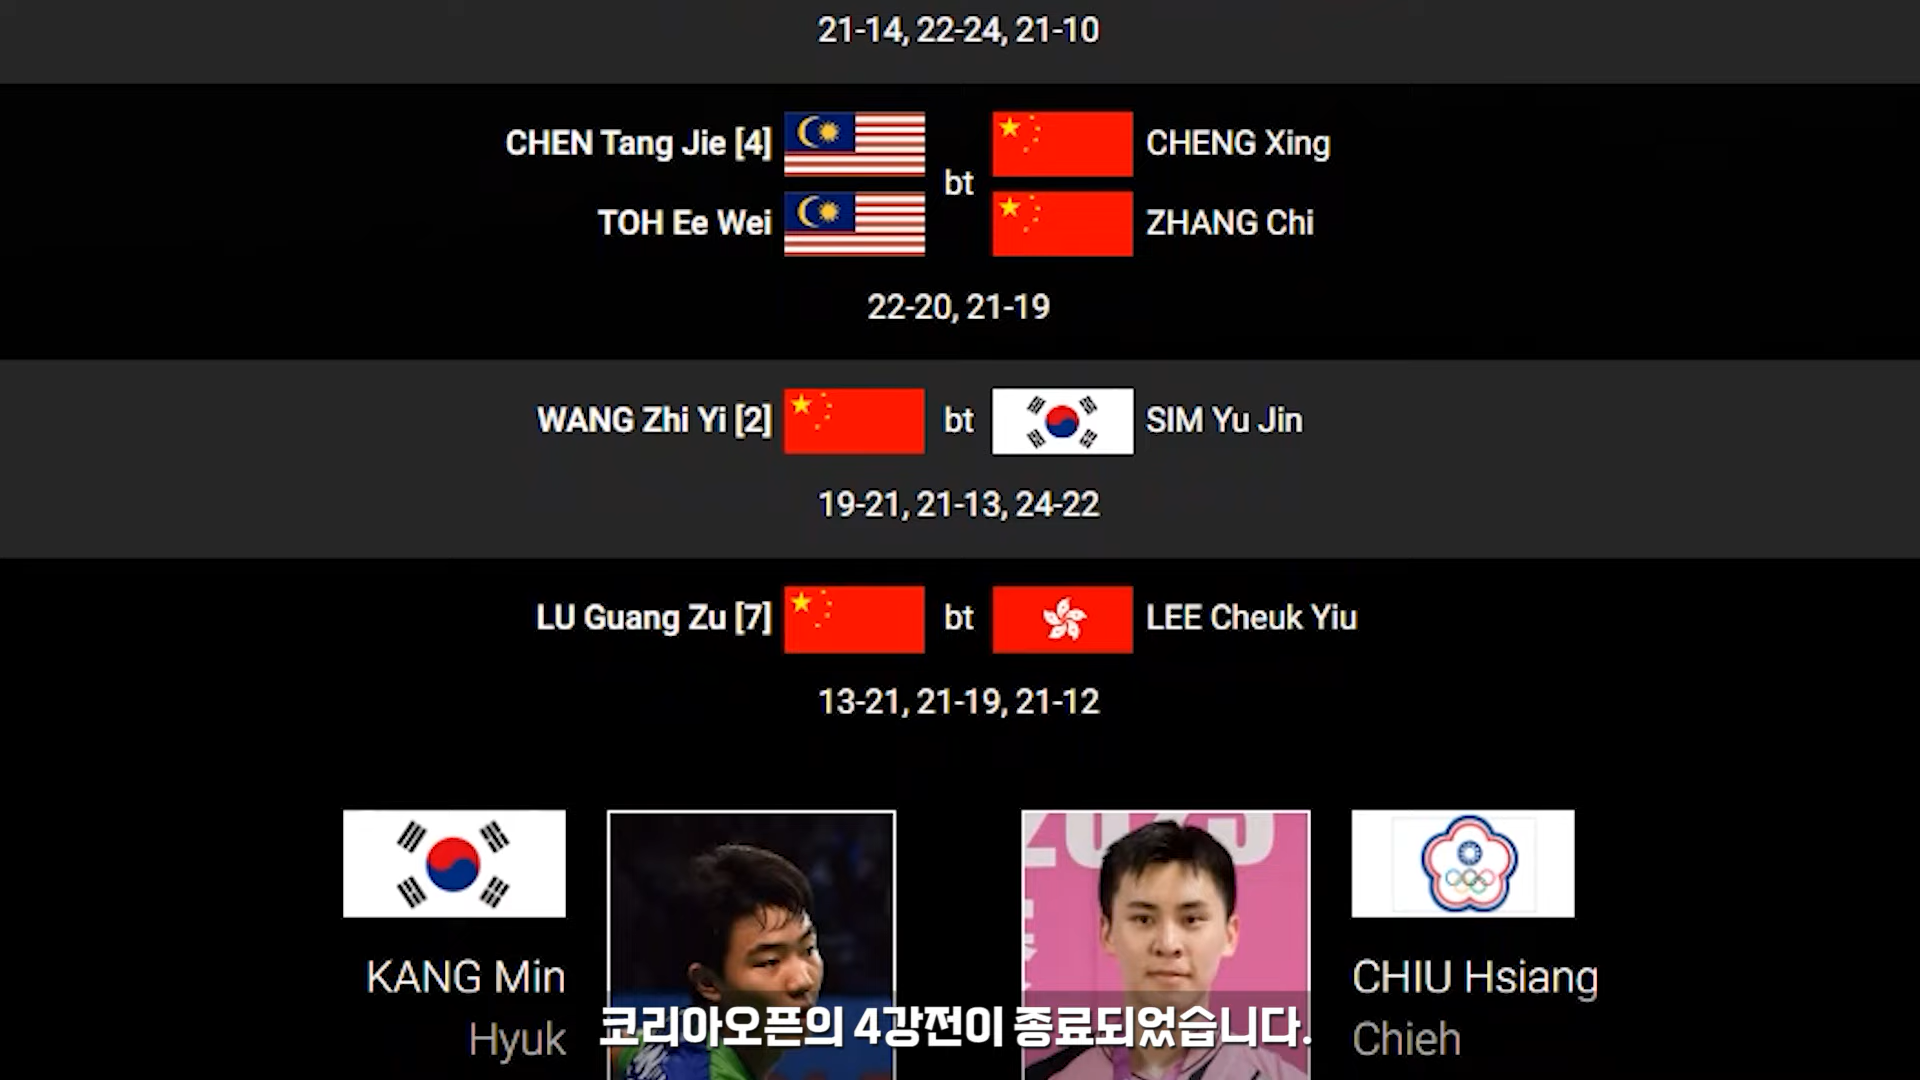 21-14, 22-24, 21-10
CHEN Tang Jie [4] bt CHENG Xing
TOH Ee Wei ZHANG Chi
22-20, 21-19
WANG Zhi Yi [2] bt SIM Yu Jin
19-21, 21-13, 24-22
LU Guang Zu [7] bt LEE Cheuk Yiu
13-21, 21-19, 21-12
KANG Min
Hyuk
CHIU Hsiang
Chieh
코리아오픈의 4강전이 종료되었습니다.